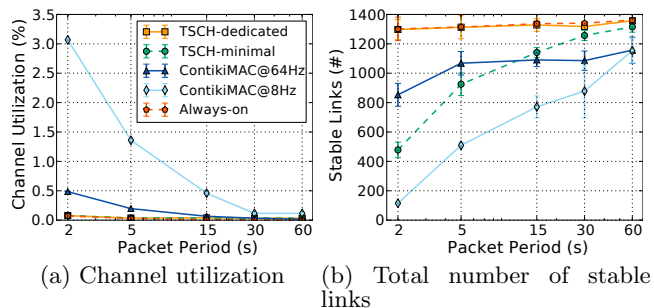 3.5
3.0
2.5
2.0
1.5
1.0
0.5
0.0
Channel Utilization (%)
TSCH-dedicated
TSCH-minimal
ContikiMAC@64Hz
ContikiMAC@8Hz
Always-on
2 5 15 30 60
Packet Period (s)
(a) Channel utilization
1400
1200
1000
800
600
400
200
0
Stable Links (#)
2 5 15 30 60
Packet Period (s)
(b) Total number of stable
links